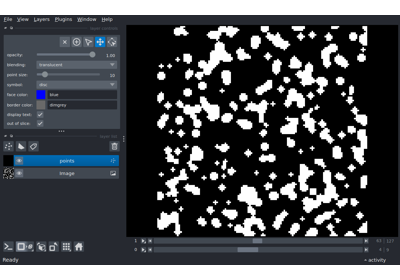 File View Layers Plugins Window Help
opacity: 1.00
blending: translucent
point size: 10
symbol: disc
face color: blue
border color: dimgray
display text: ✓
out of slice: ✓
points
Image
1
0
Ready
activity